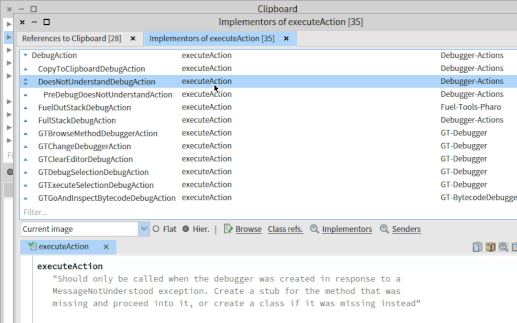 Clipboard
Implementors of executeAction [35]
References to Clipboard [28] Implementors of executeAction [35]
DebugAction executeAction Debugger-Actions
CopyToClipboardDebugAction executeAction Debugger-Actions
DoesNotUnderstandDebugAction executeAction Debugger-Actions
PreDebugDoesNotUnderstandAction executeAction Debugger-Actions
FuelOutStackDebugAction executeAction Fuel-Tools-Pharo
FullStackDebugAction executeAction Debugger-Actions
GTBrowseMethodDebuggerAction executeAction GT-Debugger
GTChangeDebuggerAction executeAction GT-Debugger
GTClearEditorDebugAction executeAction GT-Debugger
GTDebugSelectionDebugAction executeAction GT-Debugger
GTExecuteSelectionDebugAction executeAction GT-Debugger
GTGoAndInspectBytecodeDebugAction executeAction GT-BytecodeDebugge
Filter...
Current image Flat Hier. | Browse Class refs. Implementors Senders
executeAction
executeAction
"Should only be called when the debugger was created in response to a
MessageNotUnderstood exception. Create a stub for the method that was
missing and proceed into it, or create a class if it was missing instead"